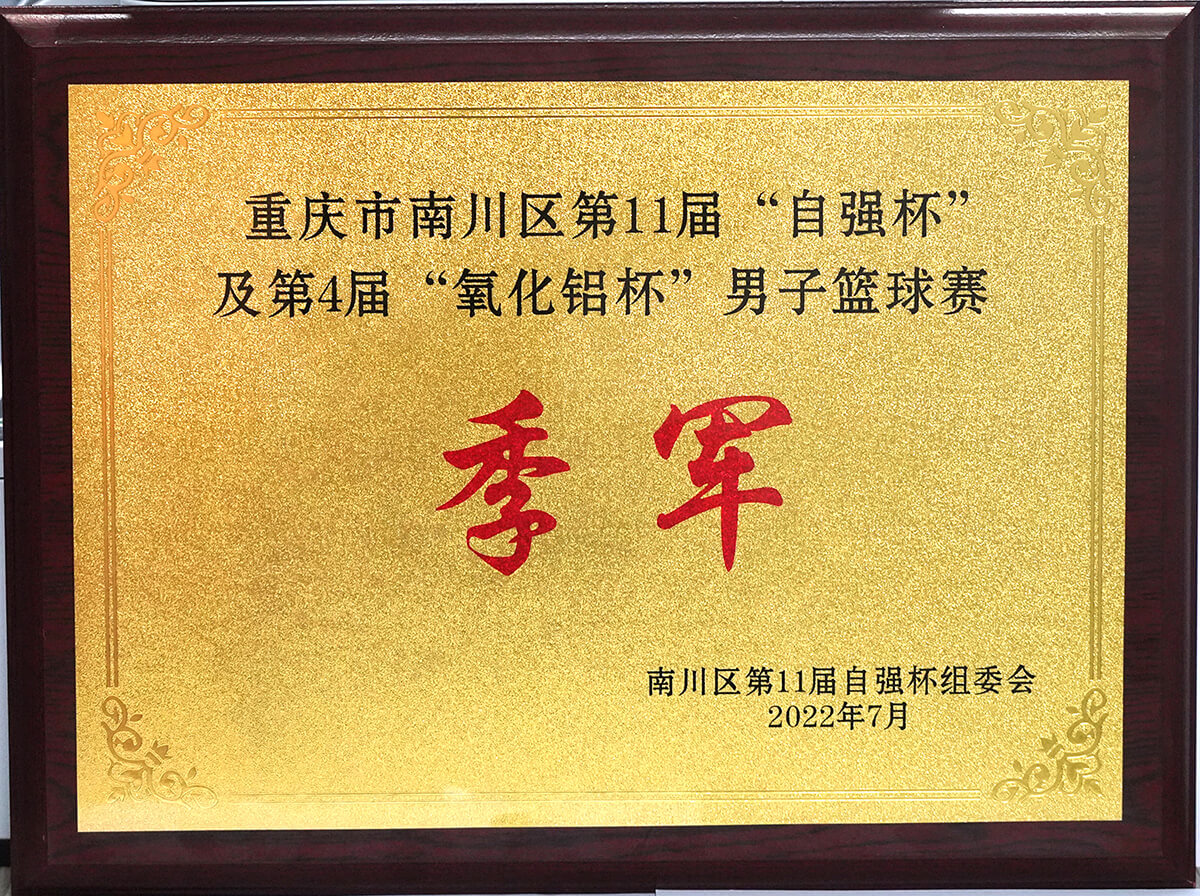 重庆市南川区第11届“自强杯”
及第4届“氧化铝杯”男子篮球赛
季军
南川区第11届自强杯组委会
2022年7月